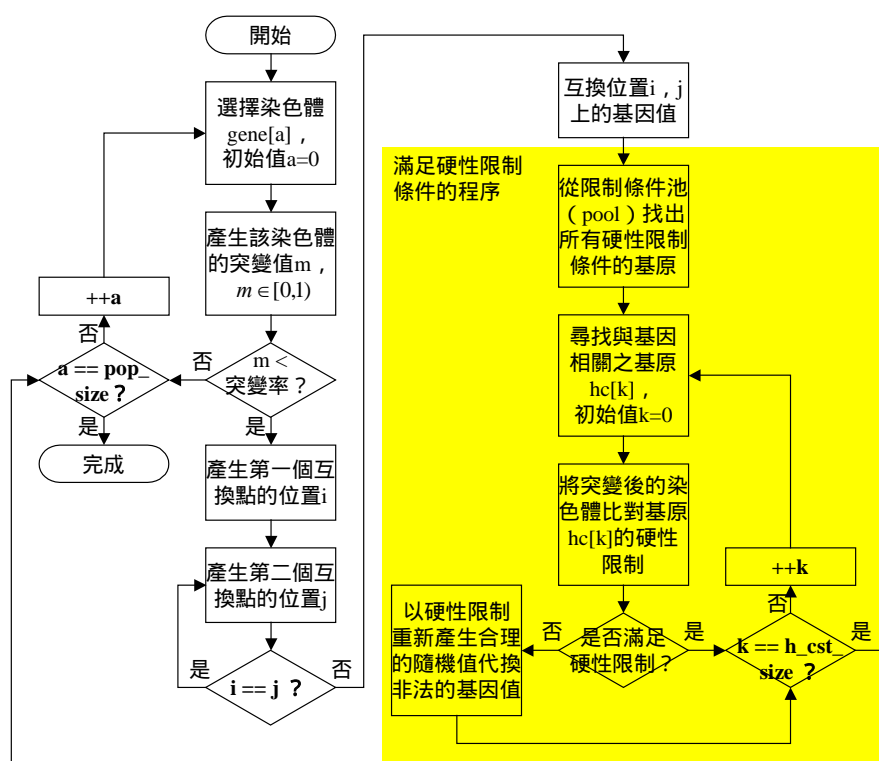 開始
選擇染色體
gene[a]，
初始值a=0
產生該染色體
的突變值m，
m∈[0,1)
++a
否
a == pop_
size？
是
完成
否
m <
突變率？
是
產生第一個互
換點的位置i
產生第二個互
換點的位置j
是
i == j ？
否
互換位置i，j
上的基因值
滿足硬性限制
條件的程序
從限制條件池
（pool）找出
所有硬性限制
條件的基原
尋找與基因
相關之基原
hc[k]，
初始值k=0
將突變後的染
色體比對基原
hc[k]的硬性
限制
以硬性限制
重新產生合理
的隨機值代換
非法的基因值
否
是否滿足
硬性限制？
是
++k
否
k == h_cst_
size？
是